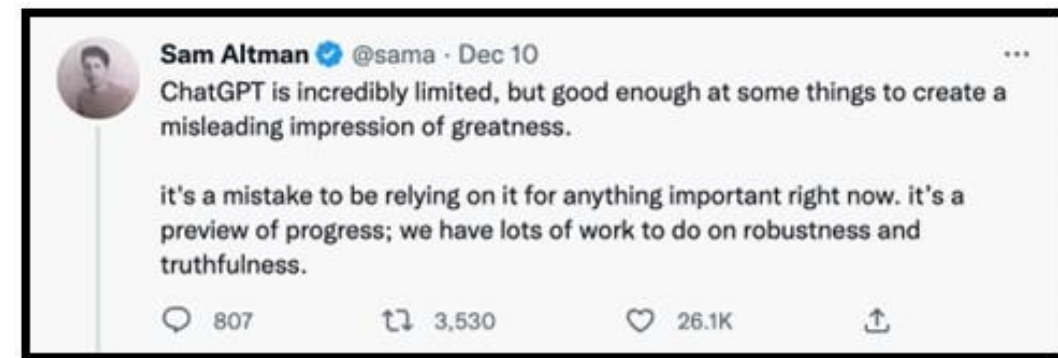 Sam Altman @sama · Dec 10 ...
ChatGPT is incredibly limited, but good enough at some things to create a
misleading impression of greatness.
it's a mistake to be relying on it for anything important right now. it's a
preview of progress; we have lots of work to do on robustness and
truthfulness.
807 3,530 26.1K